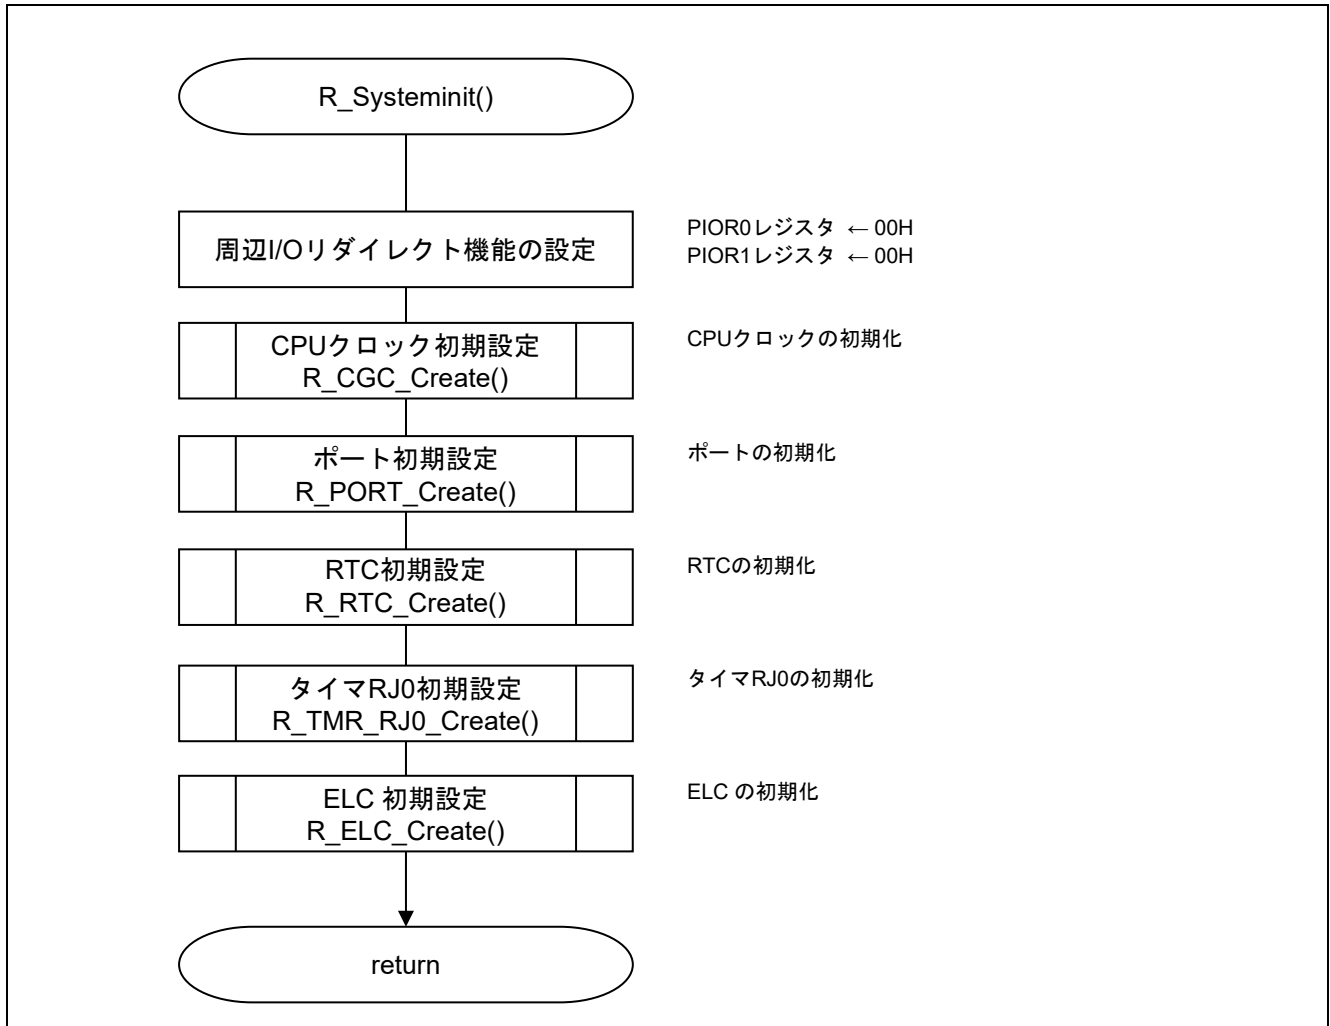 R_Systeminit()
周辺I/Oリダイレクト機能の設定
PIOR0レジスタ ← 00H
PIOR1レジスタ ← 00H
CPUクロック初期設定
R_CGC_Create()
CPUクロックの初期化
ポート初期設定
R_PORT_Create()
ポートの初期化
RTC初期設定
R_RTC_Create()
RTCの初期化
タイマRJ0初期設定
R_TMR_RJ0_Create()
タイマRJ0の初期化
ELC 初期設定
R_ELC_Create()
ELC の初期化
return